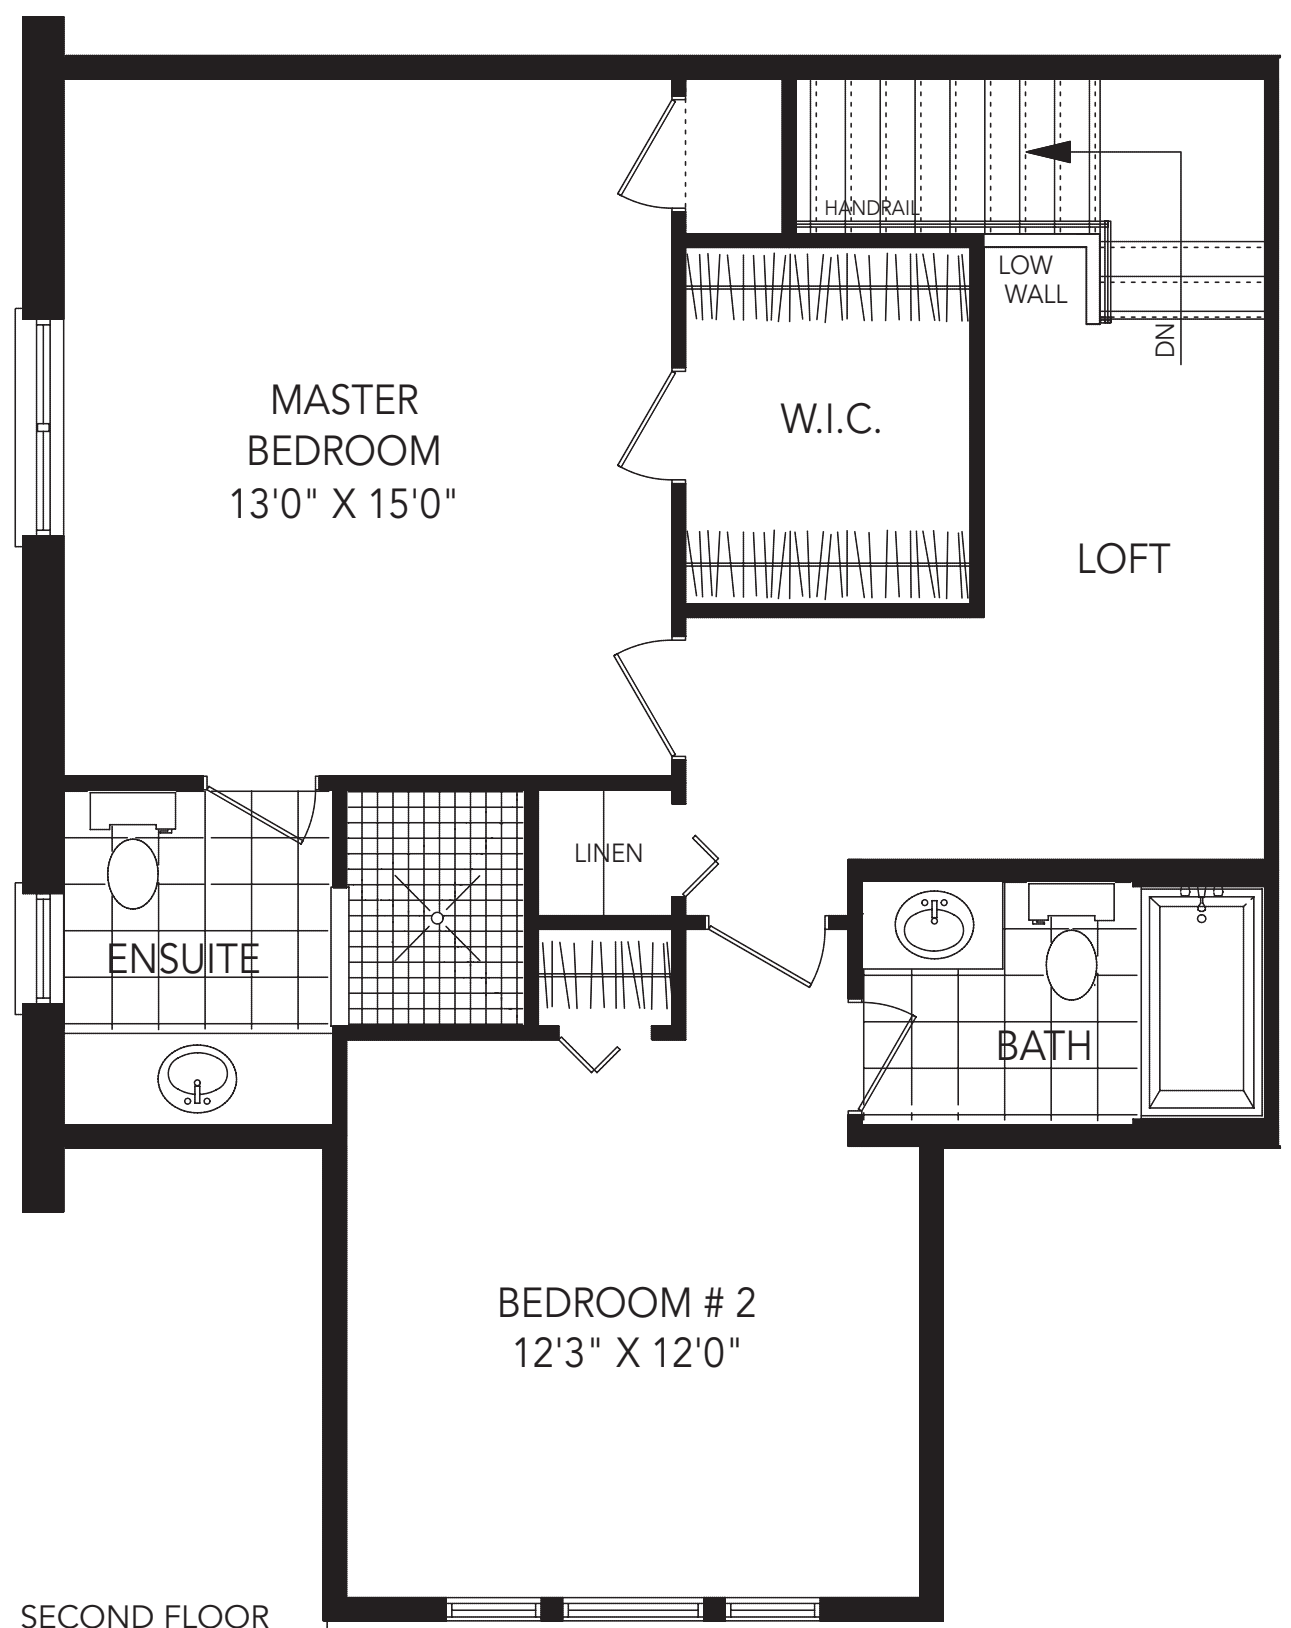 HANDRAIL
LOW
WALL
DN
MASTER
BEDROOM
13'0" X 15'0"
W.I.C.
LOFT
LINEN
ENSUITE
BATH
BEDROOM # 2
12'3" X 12'0"
SECOND FLOOR